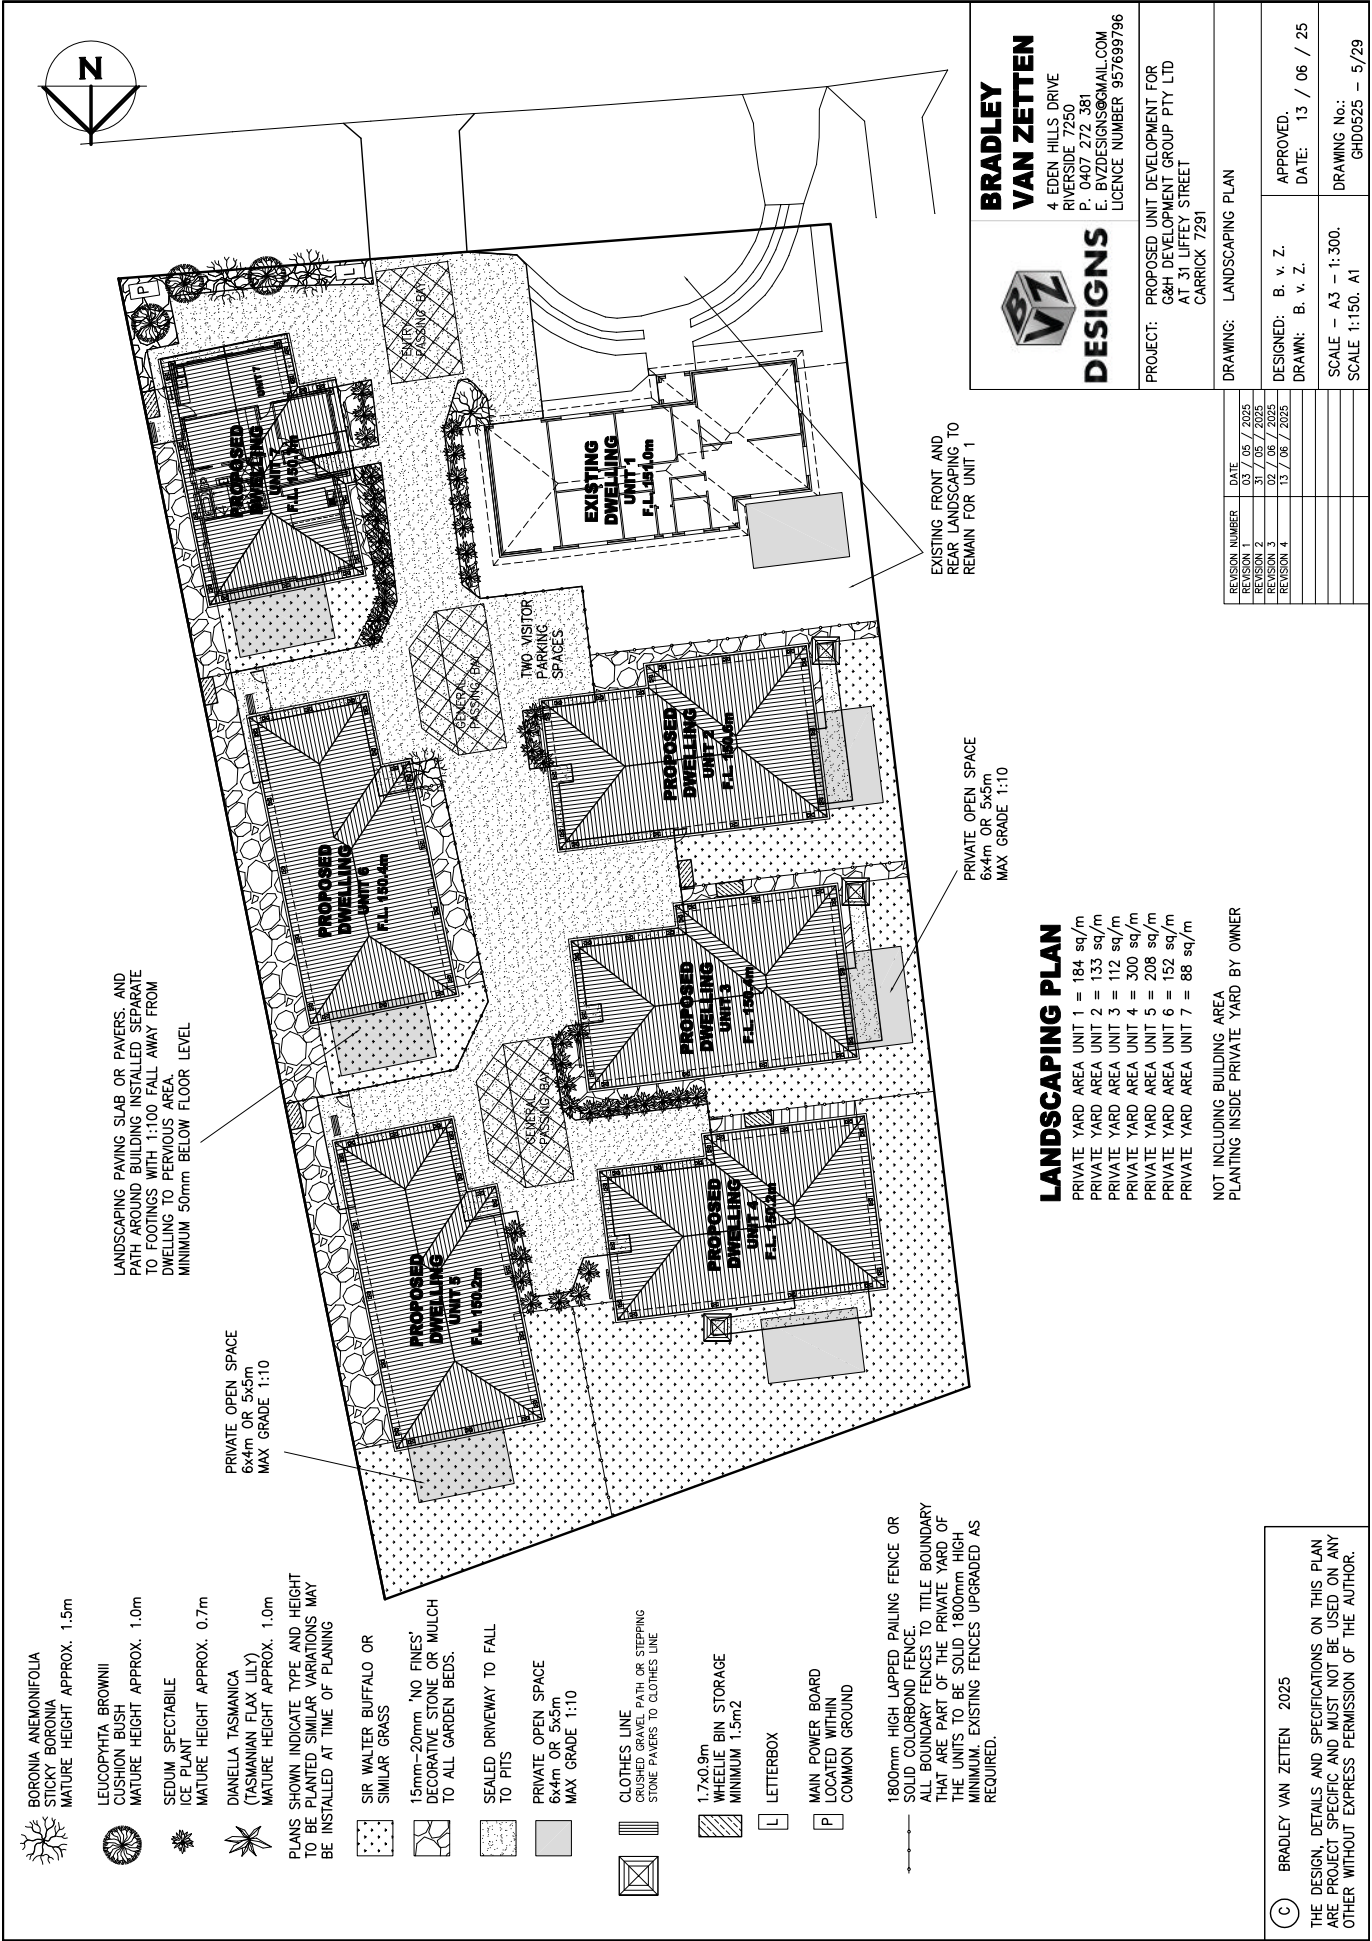 BORONIA ANEMONIFOLIA
STICKY BORONIA
MATURE HEIGHT APPROX. 1.5m
LEUCOPYHTA BROWNII
CUSHION BUSH
MATURE HEIGHT APPROX. 1.0m
SEDUM SPECTABILE
ICE PLANT
MATURE HEIGHT APPROX. 0.7m
DIANELLA TASMANICA
(TASMANIAN FLAX LILY)
MATURE HEIGHT APPROX. 1.0m
PLANS SHOWN INDICATE TYPE AND HEIGHT
TO BE PLANTED SIMILAR VARIATIONS MAY
BE INSTALLED AT TIME OF PLANING
SIR WALTER BUFFALO OR
SIMILAR GRASS
15mm–20mm 'NO FINES'
DECORATIVE STONE OR MULCH
TO ALL GARDEN BEDS.
SEALED DRIVEWAY TO FALL
TO PITS
PRIVATE OPEN SPACE
6x4m OR 5x5m
MAX GRADE 1:10
CLOTHES LINE
CRUSHED GRAVEL PATH OR STEPPING
STONE PAVERS TO CLOTHES LINE
1.7x0.9m
WHEELIE BIN STORAGE
MINIMUM 1.5m2
L LETTERBOX
P MAIN POWER BOARD
LOCATED WITHIN
COMMON GROUND
1800mm HIGH LAPPED PAILING FENCE OR
SOLID COLORBOND FENCE.
ALL BOUNDARY FENCES TO TITLE BOUNDARY
THAT ARE PART OF THE PRIVATE YARD OF
THE UNITS TO BE SOLID 1800mm HIGH
MINIMUM. EXISTING FENCES UPGRADED AS
REQUIRED.
PRIVATE OPEN SPACE
6x4m OR 5x5m
MAX GRADE 1:10
LANDSCAPING PAVING SLAB OR PAVERS. AND
PATH AROUND BUILDING INSTALLED SEPARATE
TO FOOTINGS WITH 1:100 FALL AWAY FROM
DWELLING TO PERVIOUS AREA.
MINIMUM 50mm BELOW FLOOR LEVEL
N
P
L
PROPOSED
DWELLING
UNIT 7
F.L. 150.7m
UNIT 7
ENTRY
PASSING BAY
EXISTING
DWELLING
UNIT 1
F.L. 151.0m
PROPOSED
DWELLING
UNIT 6
F.L. 150.4m
GENERAL
PASSING BAY
TWO VISITOR
PARKING
SPACES
PROPOSED
DWELLING
UNIT 2
F.L. 150.6m
PROPOSED
DWELLING
UNIT 5
F.L. 150.2m
GENERAL
PASSING BAY
PROPOSED
DWELLING
UNIT 3
F.L. 150.4m
PROPOSED
DWELLING
UNIT 4
F.L. 150.2m
EXISTING FRONT AND
REAR LANDSCAPING TO
REMAIN FOR UNIT 1
PRIVATE OPEN SPACE
6x4m OR 5x5m
MAX GRADE 1:10
LANDSCAPING PLAN
PRIVATE YARD AREA UNIT 1 = 184 sq/m
PRIVATE YARD AREA UNIT 2 = 133 sq/m
PRIVATE YARD AREA UNIT 3 = 112 sq/m
PRIVATE YARD AREA UNIT 4 = 300 sq/m
PRIVATE YARD AREA UNIT 5 = 208 sq/m
PRIVATE YARD AREA UNIT 6 = 152 sq/m
PRIVATE YARD AREA UNIT 7 = 88 sq/m
NOT INCLUDING BUILDING AREA
PLANTING INSIDE PRIVATE YARD BY OWNER
C BRADLEY VAN ZETTEN 2025
THE DESIGN, DETAILS AND SPECIFICATIONS ON THIS PLAN
ARE PROJECT SPECIFIC AND MUST NOT BE USED ON ANY
OTHER WITHOUT EXPRESS PERMISSION OF THE AUTHOR.
REVISION NUMBER DATE
REVISION 1 03 / 05 / 2025
REVISION 2 31 / 05 / 2025
REVISION 3 02 / 06 / 2025
REVISION 4 13 / 06 / 2025
BVZ
DESIGNS
BRADLEY
VAN ZETTEN
4 EDEN HILLS DRIVE
RIVERSIDE 7250
P. 0407 272 381
E. BVZDESIGNS@GMAIL.COM
LICENCE NUMBER 957699796
PROJECT: PROPOSED UNIT DEVELOPMENT FOR
G&H DEVELOPMENT GROUP PTY LTD
AT 31 LIFFEY STREET
CARRICK 7291
DRAWING: LANDSCAPING PLAN
DESIGNED: B. v. Z.
DRAWN: B. v. Z.
APPROVED.
DATE: 13 / 06 / 25
SCALE – A3 – 1:300.
SCALE 1:150. A1
DRAWING No.:
GHD0525 – 5/29